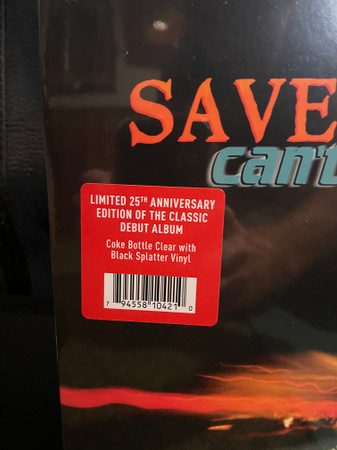 SAVE
can't
LIMITED 25TH ANNIVERSARY
EDITION OF THE CLASSIC
DEBUT ALBUM
Coke Bottle Clear with
Black Splatter Vinyl
7 94558 10421 0